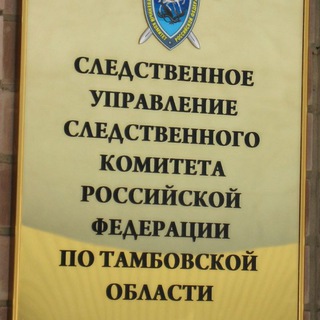 СЛЕДСТВЕННОЕ
УПРАВЛЕНИЕ
СЛЕДСТВЕННОГО
КОМИТЕТА
РОССИЙСКОЙ
ФЕДЕРАЦИИ
ПО ТАМБОВСКОЙ
ОБЛАСТИ